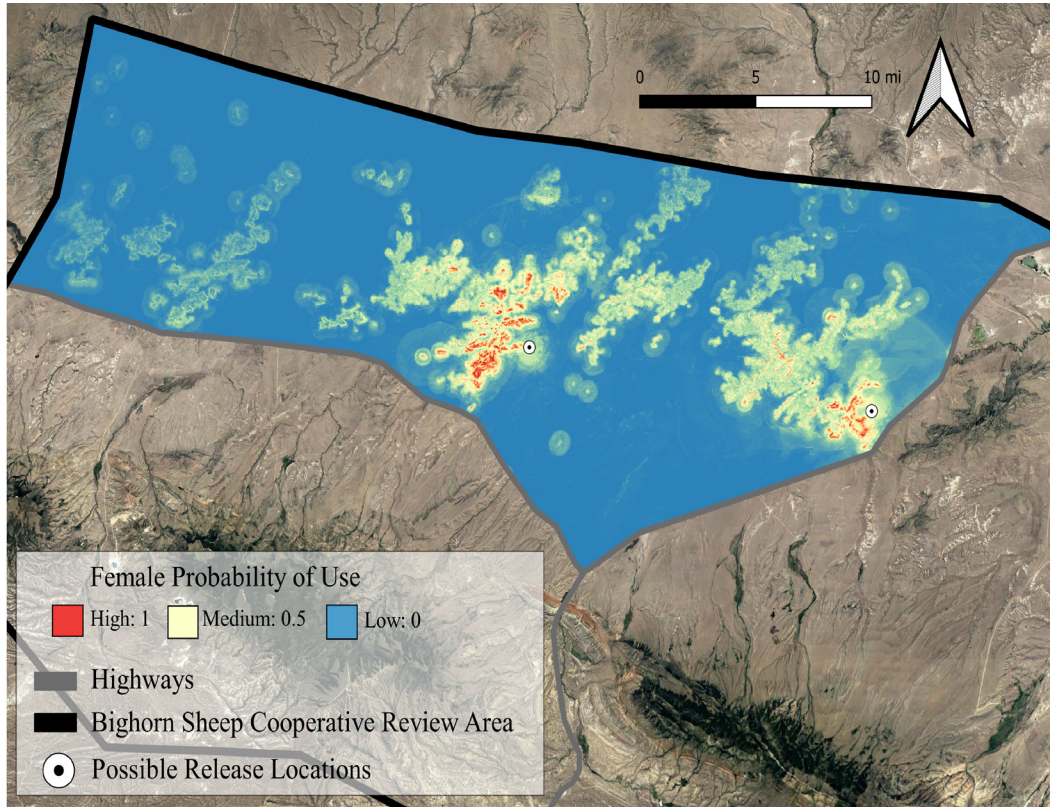 0 5 10 mi
Female Probability of Use
High: 1 Medium: 0.5 Low: 0
Highways
Bighorn Sheep Cooperative Review Area
Possible Release Locations